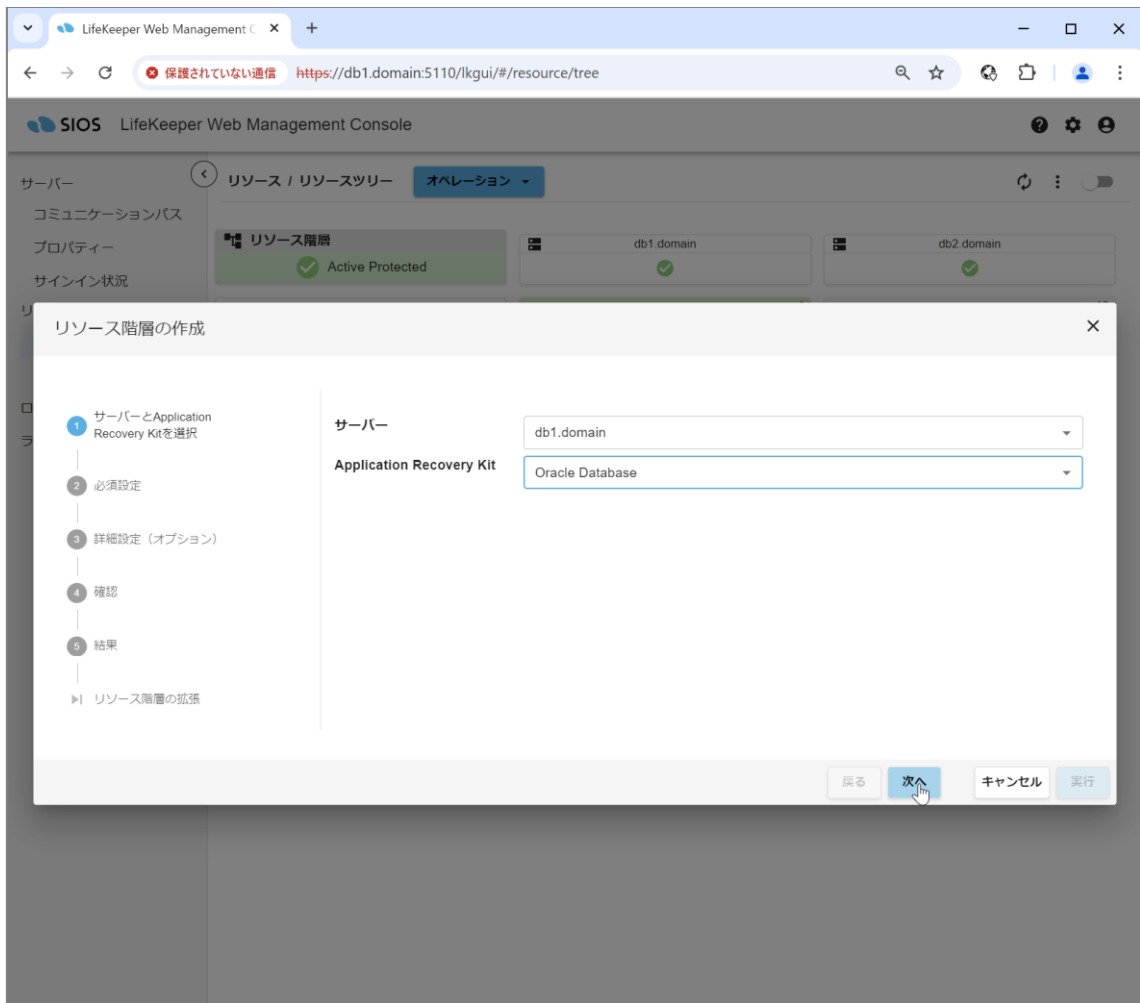 LifeKeeper Web Management C
保護されていない通信 https://db1.domain:5110/lkgui/#/resource/tree
SIOS LifeKeeper Web Management Console
サーバー
コミュニケーションパス
プロパティー
サインイン状況
リソース / リソースツリー
オペレーション
リソース階層
Active Protected
db1.domain
db2.domain
リ
ロ
ラ
リソース階層の作成
1 サーバーとApplication
Recovery Kitを選択
2 必須設定
3 詳細設定（オプション）
4 確認
5 結果
リソース階層の拡張
サーバー
db1.domain
Application Recovery Kit
Oracle Database
戻る
次へ
キャンセル
実行